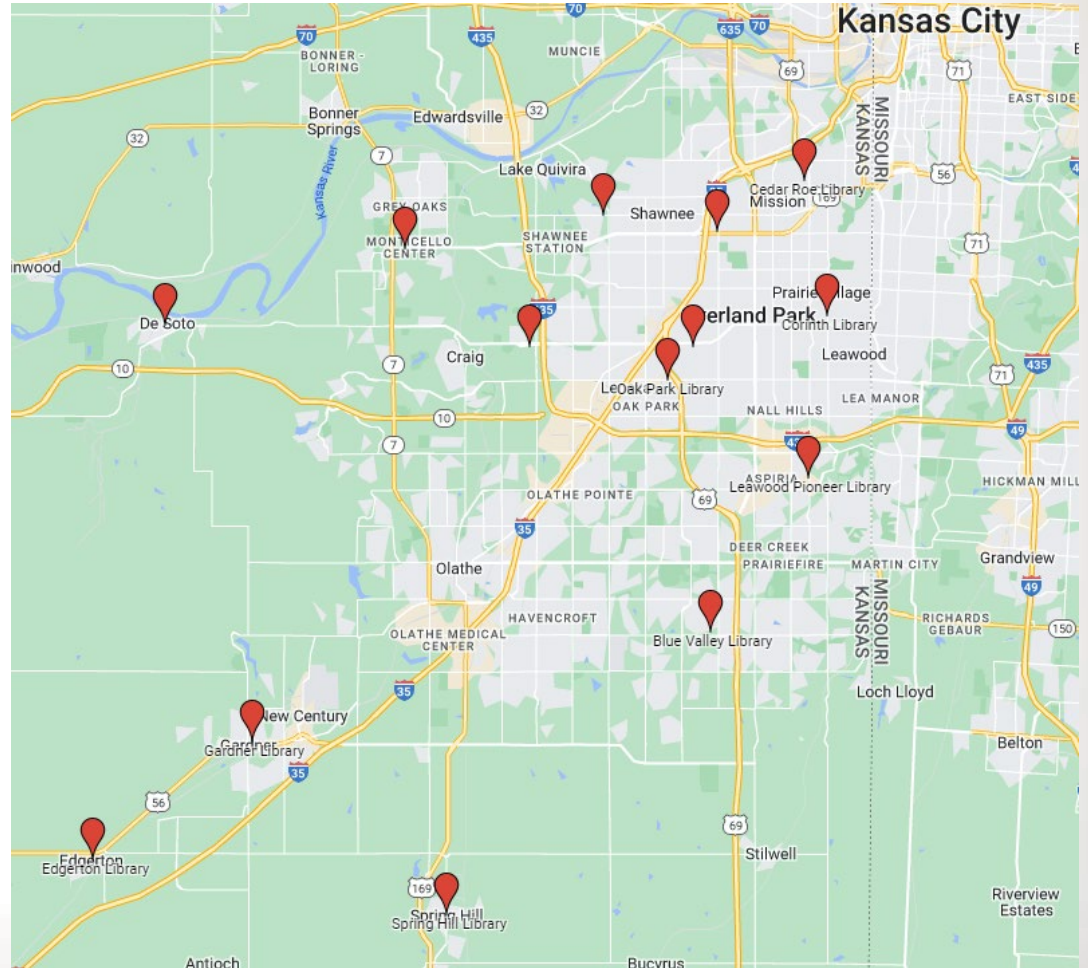 Kansas City
70
70
435
635
70
BONNER -
LORING
MUNCIE
69
71
EAST SIDE
Bonner
Springs
Edwardsville
32
32
MISSOURI
KANSAS
Kansas River
7
Lake Quivira
56
Cedar Roe Library
Mission
169
GREY OAKS
Shawnee
MONTICELLO
CENTER
SHAWNEE
STATION
71
nwood
De Soto
Prairie Village
erland Park
Corinth Library
Craig
Leawood
10
7
435
71
Oak Park Library
OAK PARK
LEA MANOR
NALL HILLS
10
49
7
ASPIRIA
Leawood Pioneer Library
HICKMAN MILL
OLATHE POINTE
69
35
DEER CREEK
PRAIRIEFIRE
MARTIN CITY
Grandview
Olathe
49
MISSOURI
KANSAS
HAVENCROFT
RICHARDS
GEBAUR
150
OLATHE MEDICAL
CENTER
Blue Valley Library
35
Loch Lloyd
New Century
Gardner
Gardner Library
Belton
35
56
69
Edgerton
Edgerton Library
Stilwell
169
Spring Hill
Spring Hill Library
Riverview
Estates
Antioch
Bucyrus